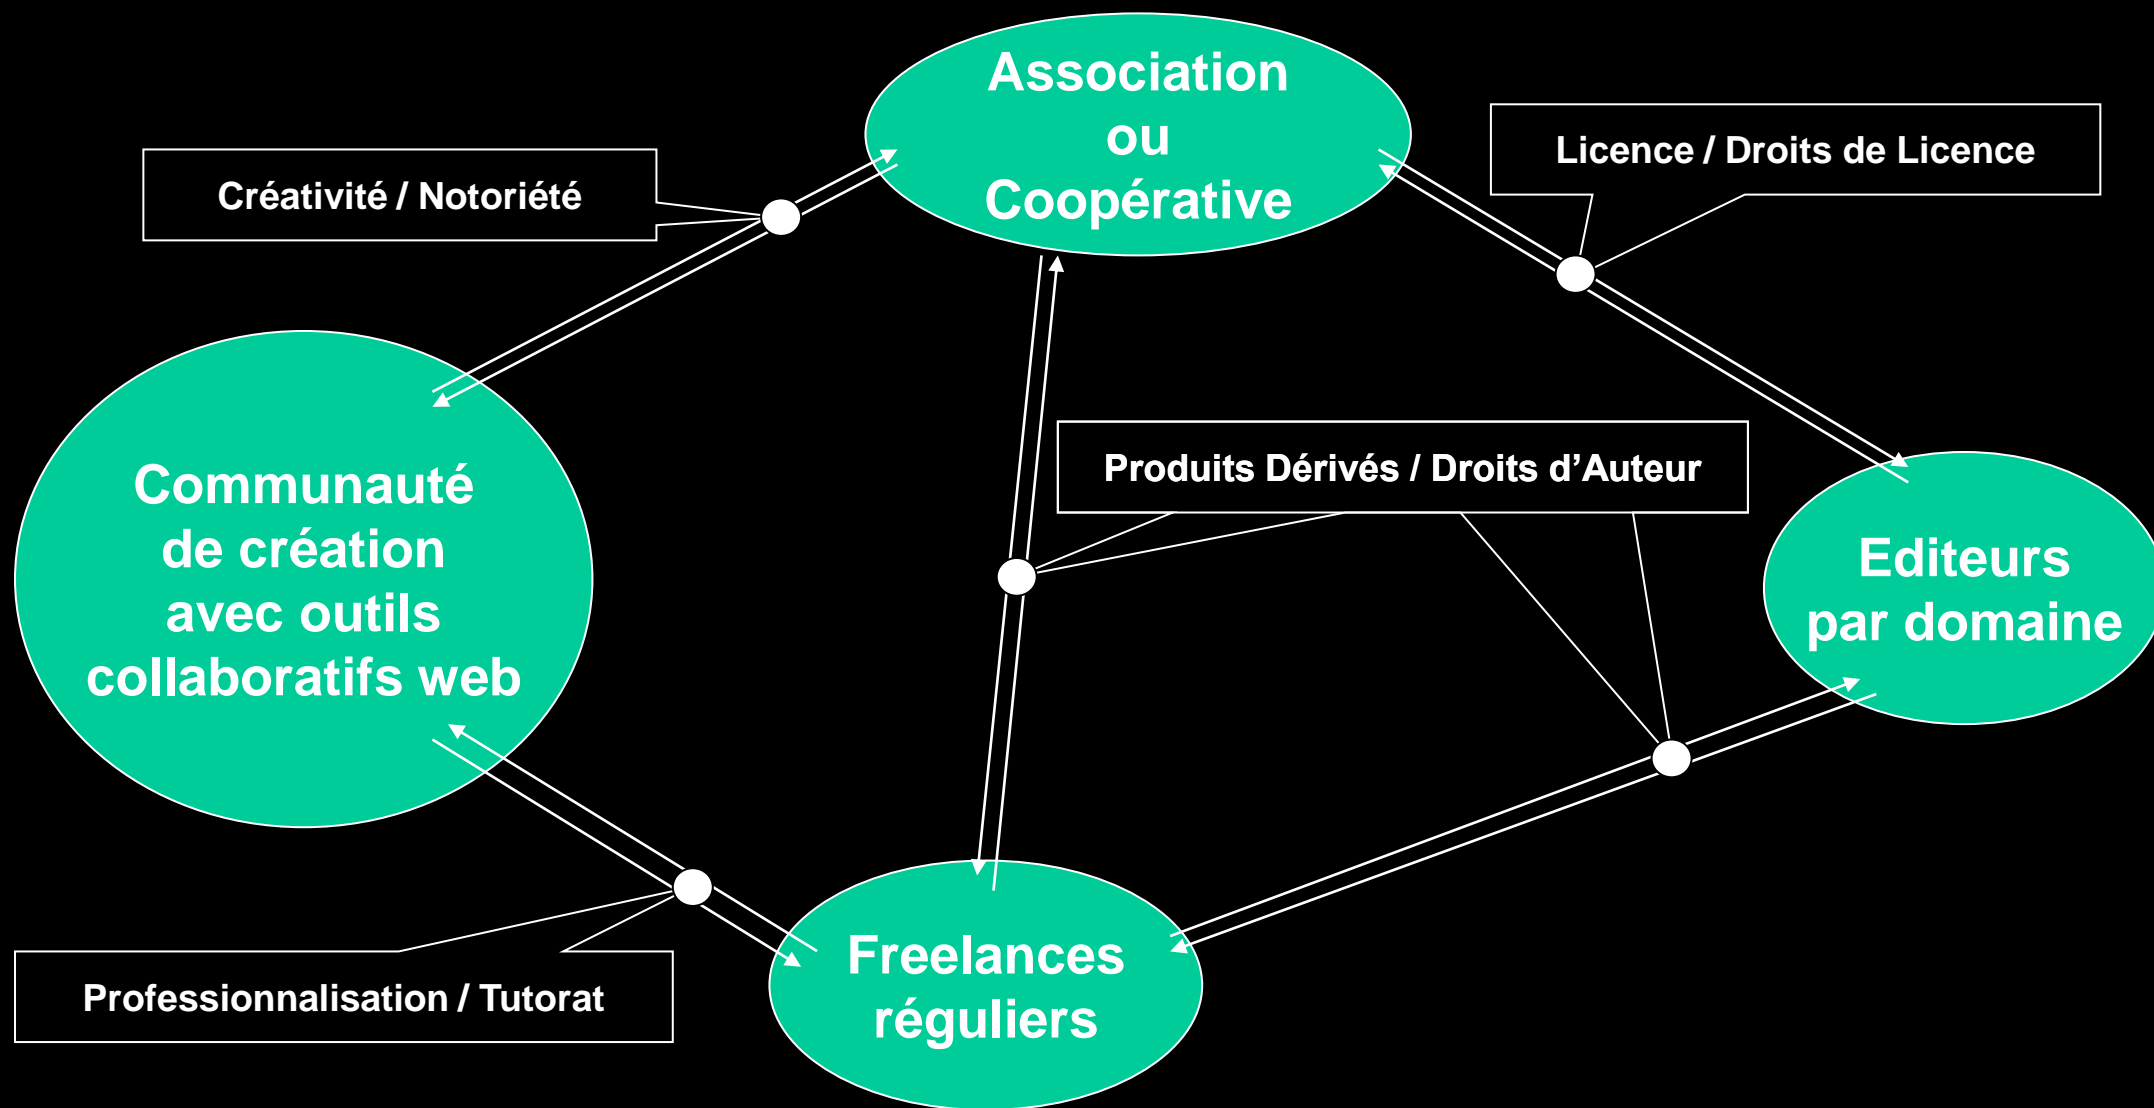 Association
ou
Coopérative
Licence / Droits de Licence
Créativité / Notoriété
Produits Dérivés / Droits d’Auteur
Communauté
de création
avec outils
collaboratifs web
Editeurs
par domaine
Freelances
réguliers
Professionnalisation / Tutorat